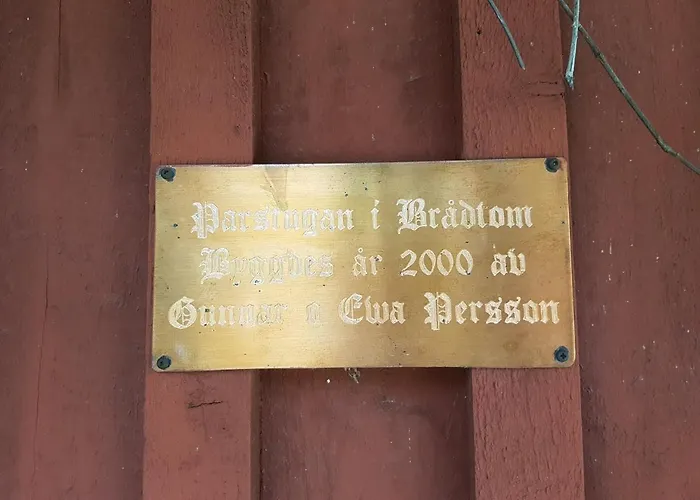 Parstugan i Brådtom
Byggdes år 2000 av
Gunnar o Ewa Persson